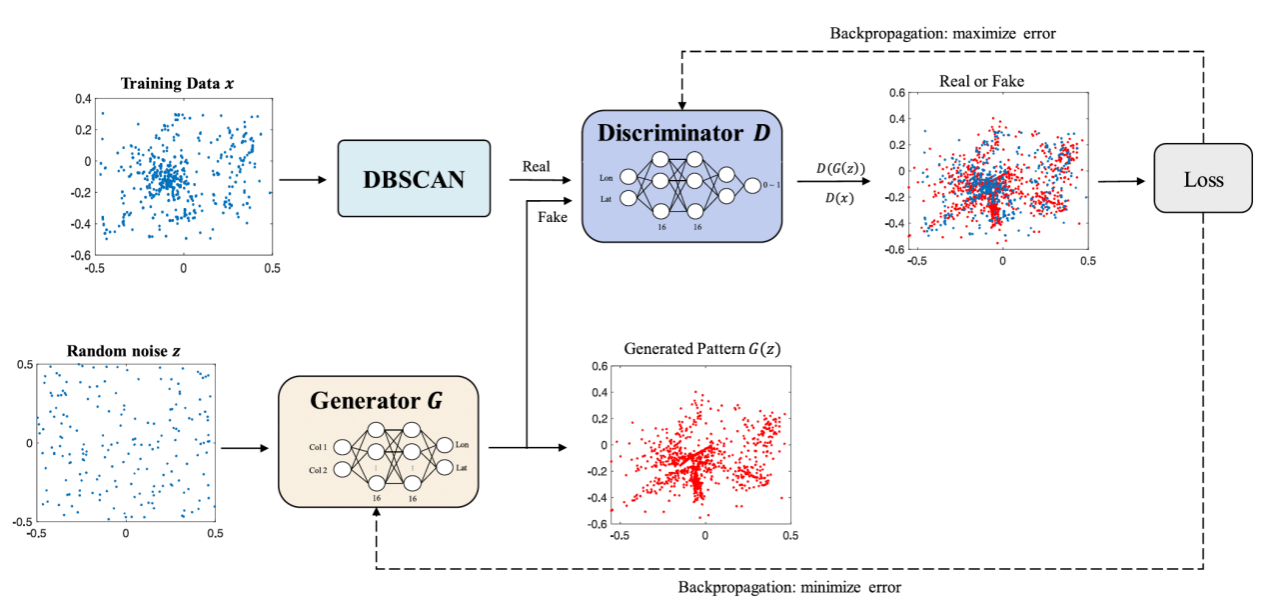 Backpropagation: maximize error
Training Data x
0.4
0.2
0
-0.2
-0.4
-0.6
-0.5
0
0.5
DBSCAN
Real
Fake
Discriminator D
Lon
Lat
16
16
0 ~ 1
D(G(z))
D(x)
Real or Fake
0.6
0.4
0.2
0
-0.2
-0.4
-0.6
-0.5
0
0.5
Loss
Random noise z
0.5
0
-0.5
-0.5
0
0.5
Generator G
Col 1
Col 2
Lon
Lat
16
16
Generated Pattern G(z)
0.6
0.4
0.2
0
-0.2
-0.4
-0.6
-0.5
0
0.5
Backpropagation: minimize error